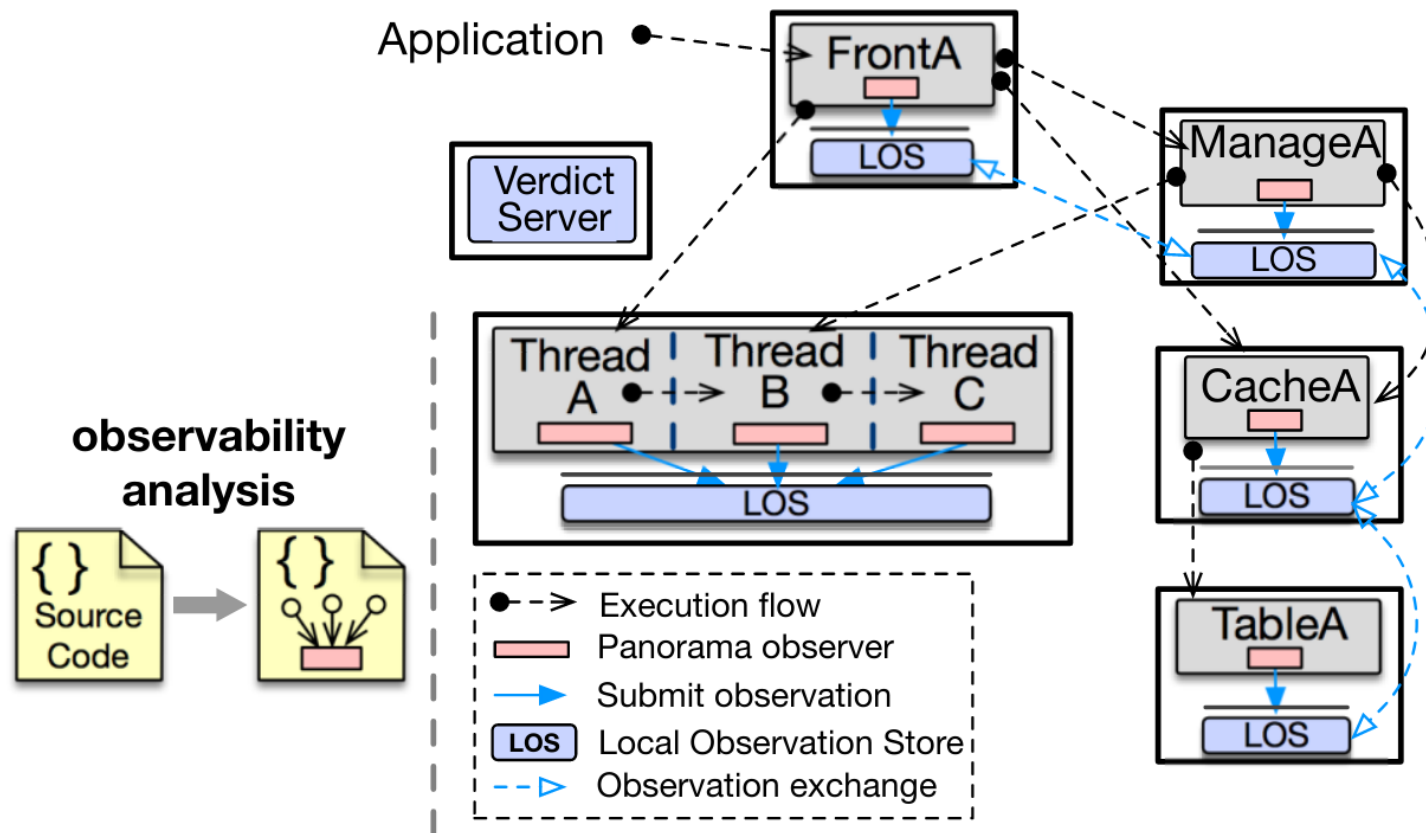 Application
FrontA
LOS
ManageA
LOS
Verdict
Server
Thread
A
Thread
B
Thread
C
LOS
CacheA
LOS
TableA
LOS
observability
analysis
{ }
Source
Code
{ }
Execution flow
Panorama observer
Submit observation
LOS Local Observation Store
Observation exchange